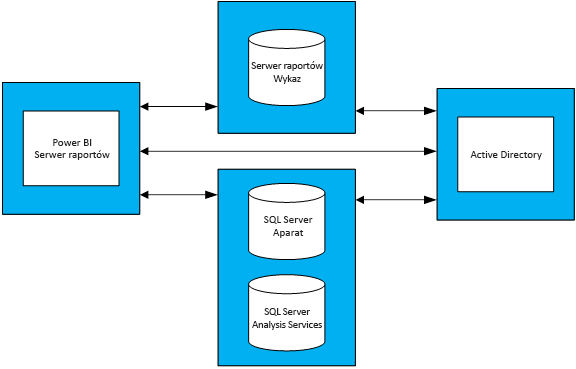 Serwer raportów
Wykaz
Power BI
Serwer raportów
Active Directory
SQL Server
Aparat
SQL Server
Analysis Services